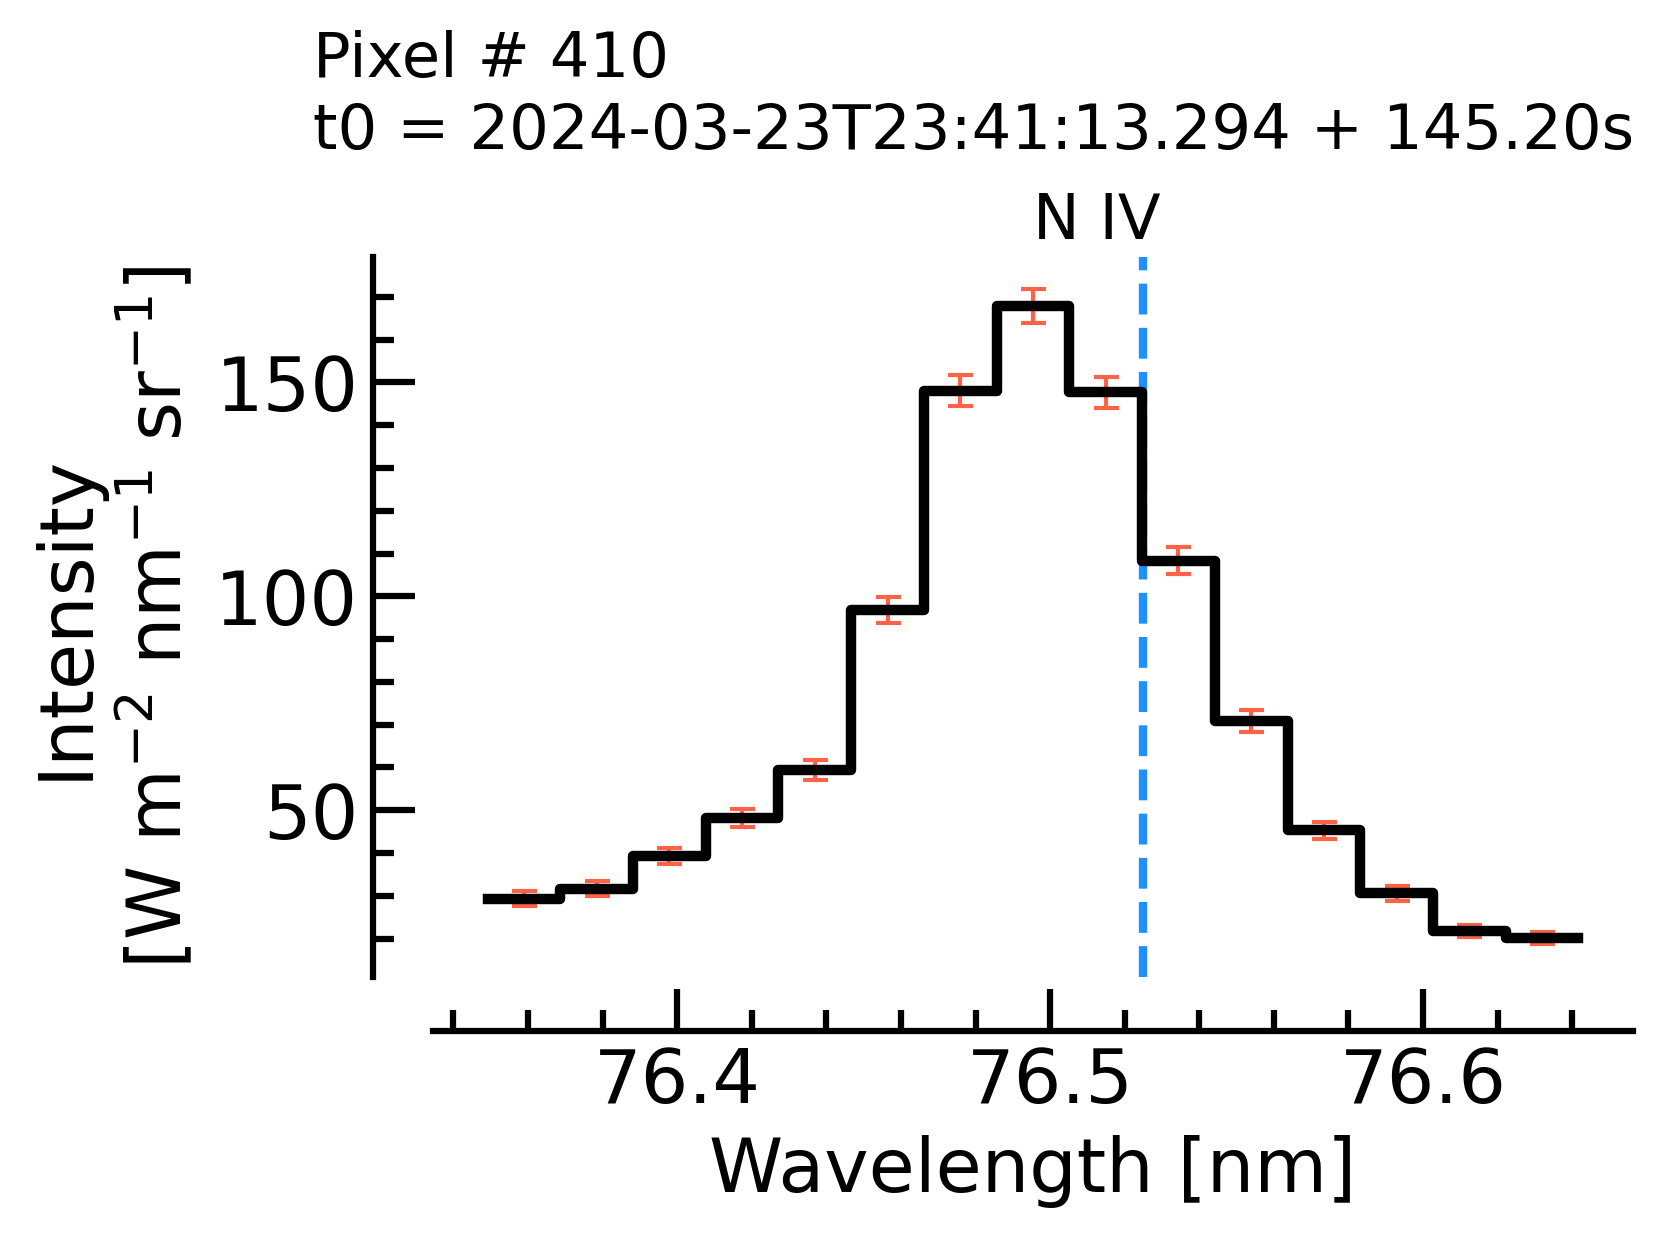 Pixel # 410
t0 = 2024-03-23T23:41:13.294 + 145.20s
N IV
Intensity
[W m⁻² nm⁻¹ sr⁻¹]
150
100
50
76.4 76.5 76.6
Wavelength [nm]